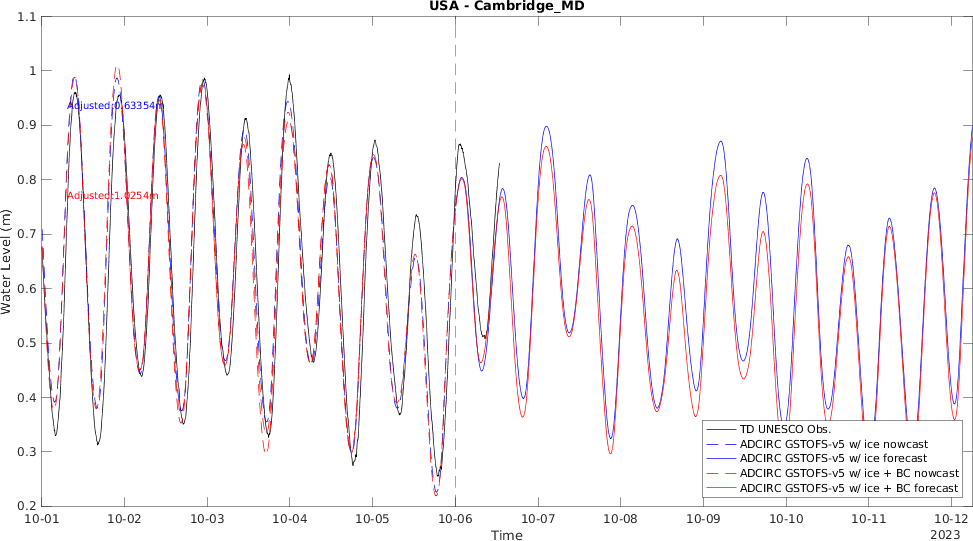 USA - Cambridge_MD
1.1
1
0.9
0.8
0.7
0.6
0.5
0.4
0.3
0.2
Water Level (m)
Adjusted:0.63354m
Adjusted:1.0254m
TD UNESCO Obs.
ADCIRC GSTOFS-v5 w/ ice nowcast
ADCIRC GSTOFS-v5 w/ ice forecast
ADCIRC GSTOFS-v5 w/ ice + BC nowcast
ADCIRC GSTOFS-v5 w/ ice + BC forecast
10-01 10-02 10-03 10-04 10-05 10-06 10-07 10-08 10-09 10-10 10-11 10-12
2023
Time